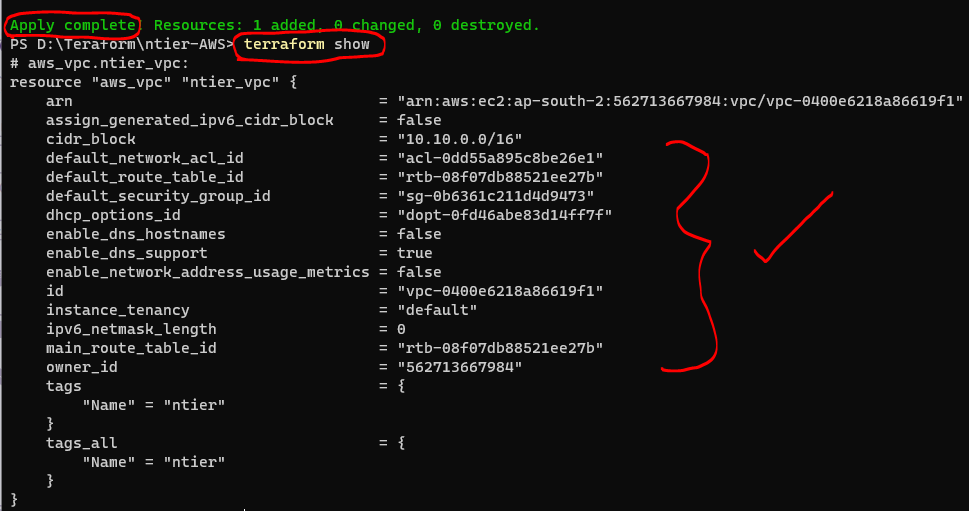 Apply complete! Resources: 1 added, 0 changed, 0 destroyed.
PS D:\Teraform\ntier-AWS> terraform show
# aws_vpc.ntier_vpc:
resource "aws_vpc" "ntier_vpc" {
    arn                                  = "arn:aws:ec2:ap-south-2:562713667984:vpc/vpc-0400e6218a86619f1"
    assign_generated_ipv6_cidr_block     = false
    cidr_block                           = "10.10.0.0/16"
    default_network_acl_id               = "acl-0dd55a895c8be26e1"
    default_route_table_id               = "rtb-08f07db88521ee27b"
    default_security_group_id            = "sg-0b6361c211d4d9473"
    dhcp_options_id                      = "dopt-0fd46abe83d14ff7f"
    enable_dns_hostnames                 = false
    enable_dns_support                   = true
    enable_network_address_usage_metrics = false
    id                                   = "vpc-0400e6218a86619f1"
    instance_tenancy                     = "default"
    ipv6_netmask_length                  = 0
    main_route_table_id                  = "rtb-08f07db88521ee27b"
    owner_id                             = "562713667984"
    tags                                 = {
        "Name" = "ntier"
    }
    tags_all                             = {
        "Name" = "ntier"
    }
}